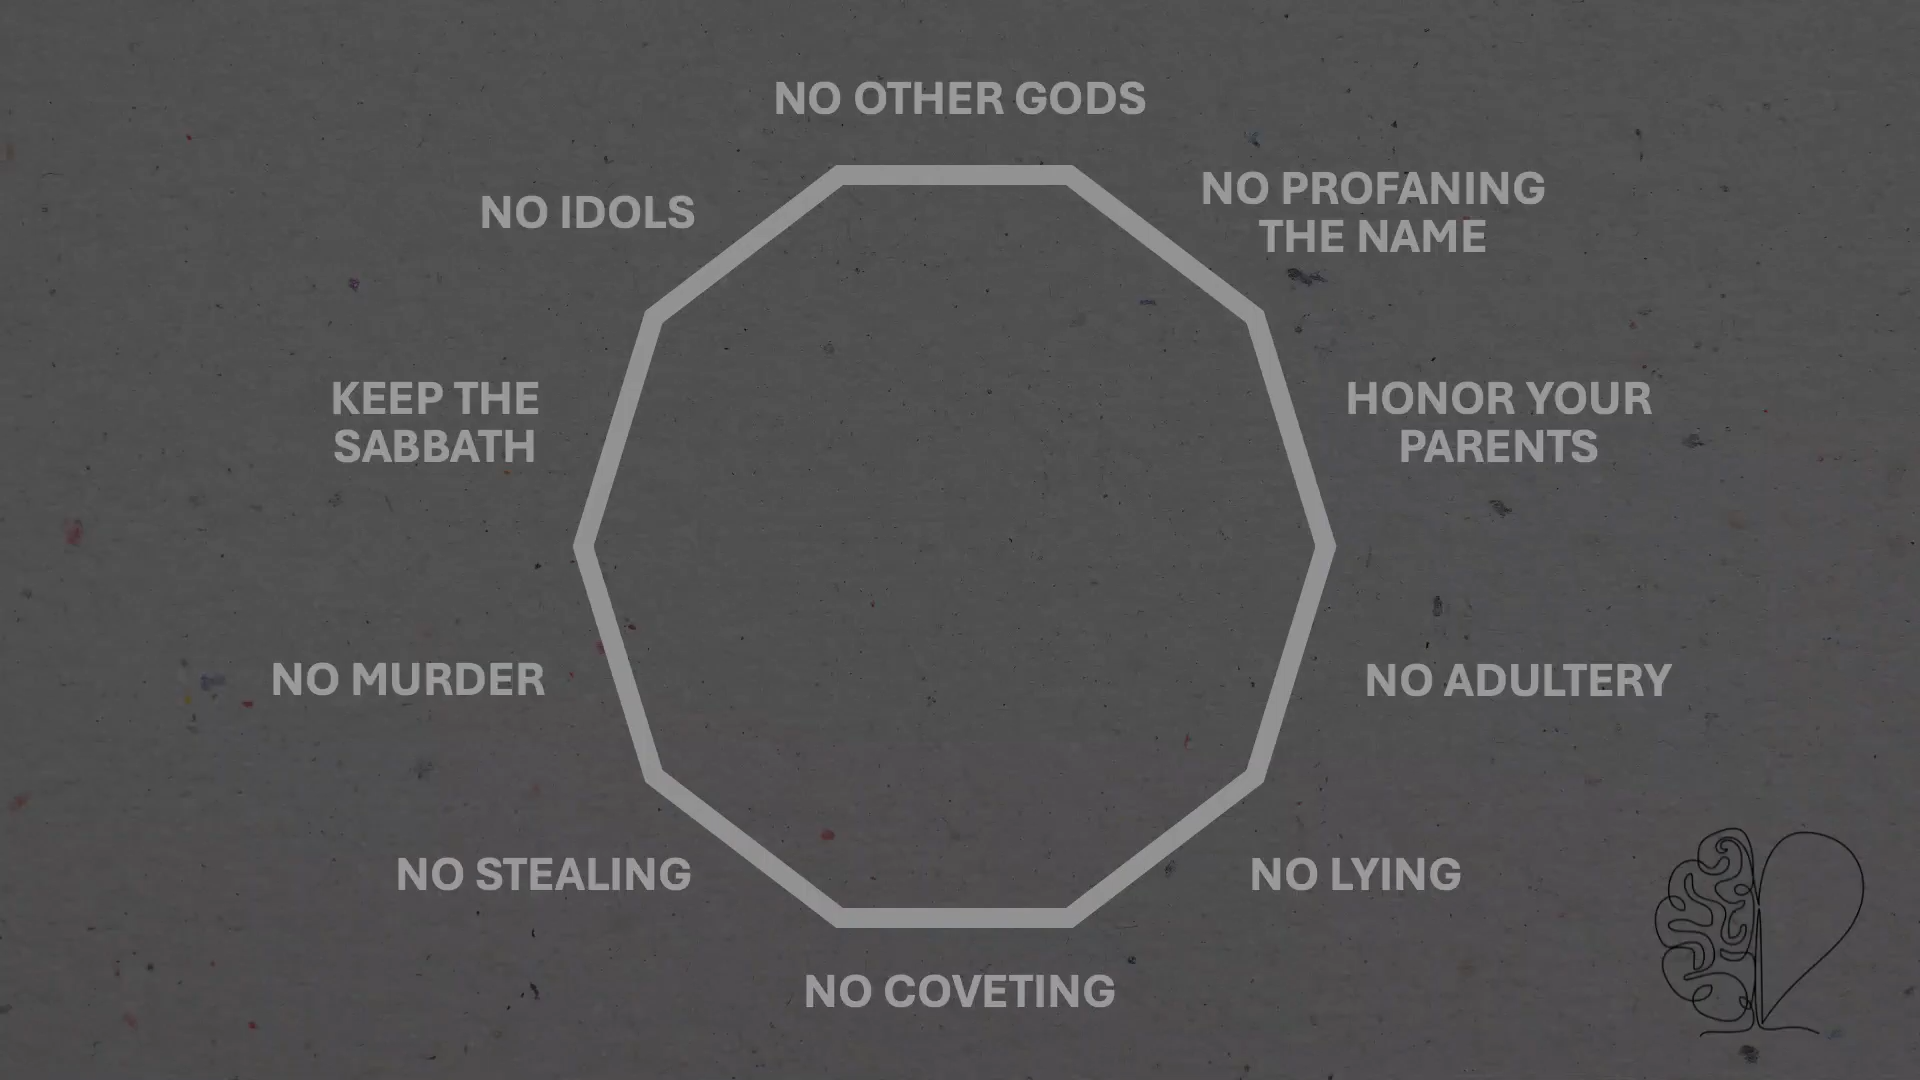 NO OTHER GODS
NO IDOLS
NO PROFANING
THE NAME
KEEP THE
SABBATH
HONOR YOUR
PARENTS
NO MURDER
NO ADULTERY
NO STEALING
NO LYING
NO COVETING